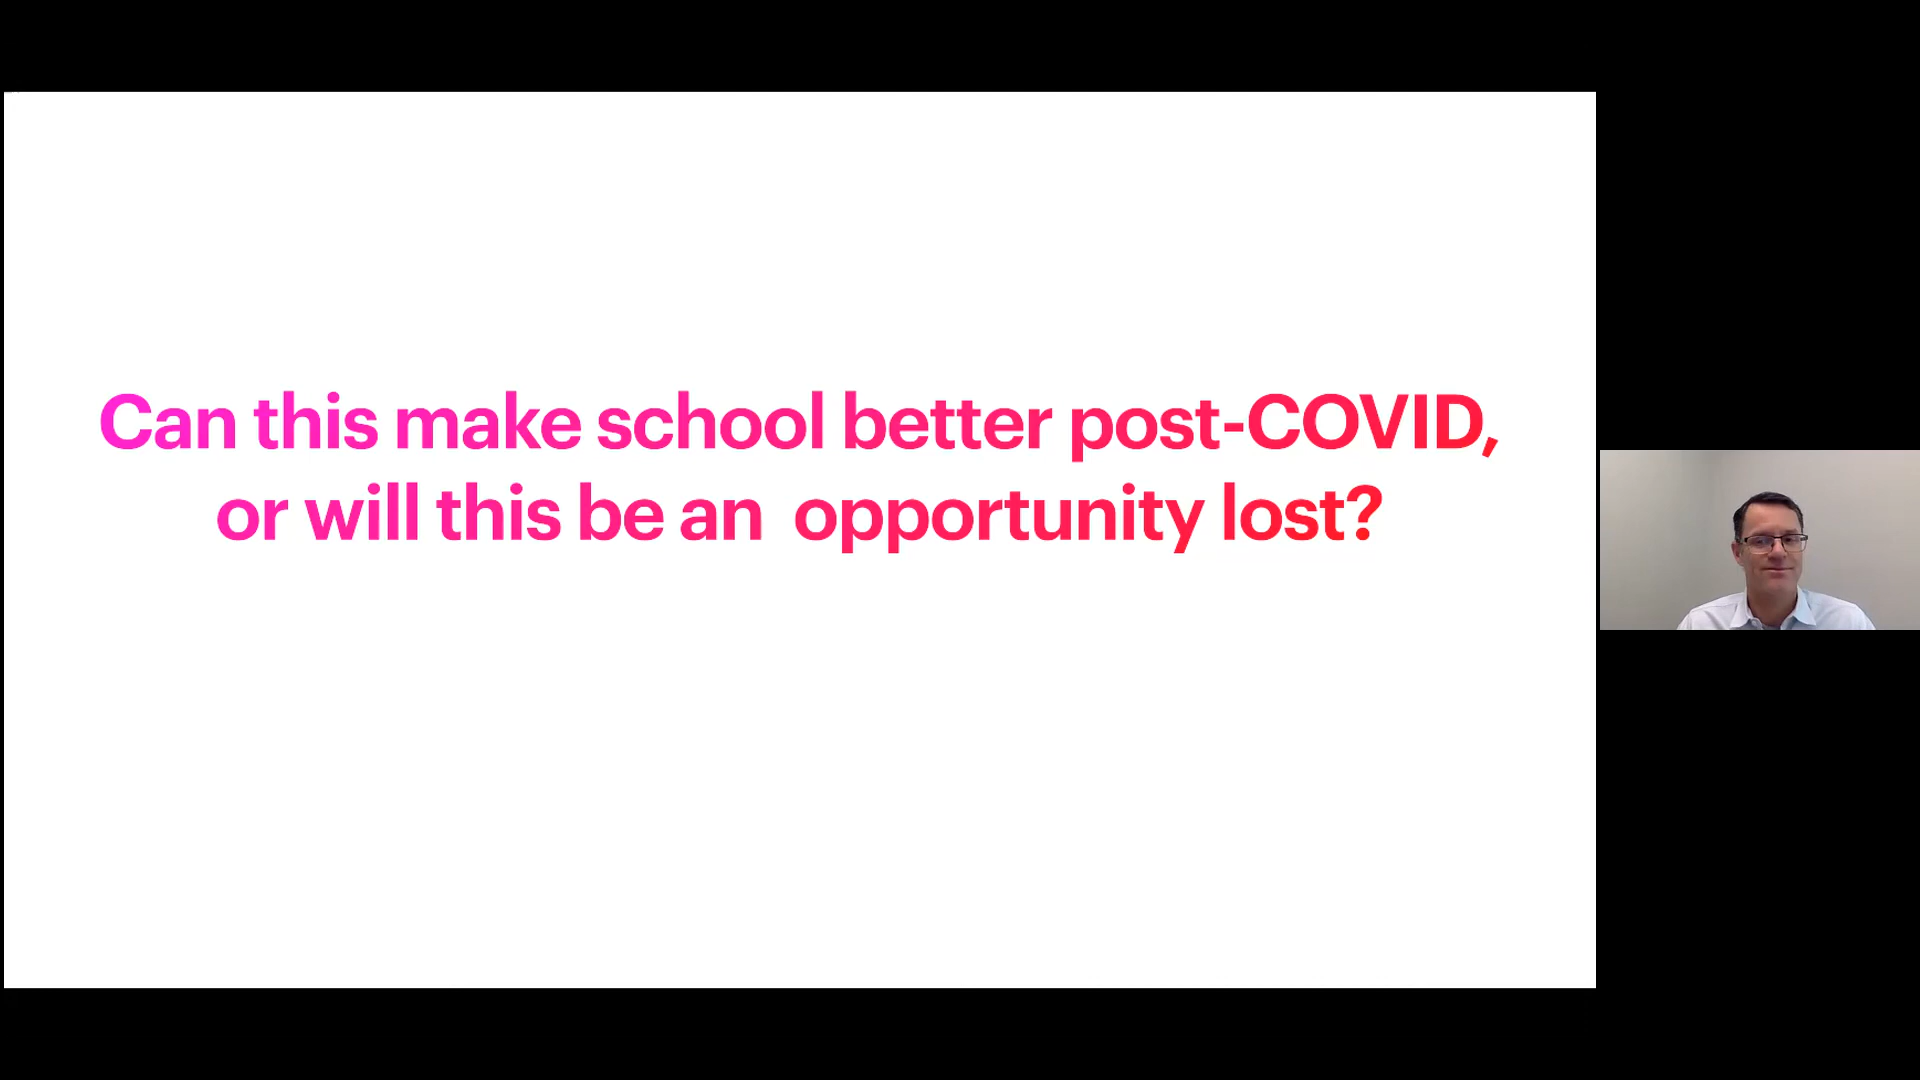 Can this make school better post-COVID,
or will this be an  opportunity lost?